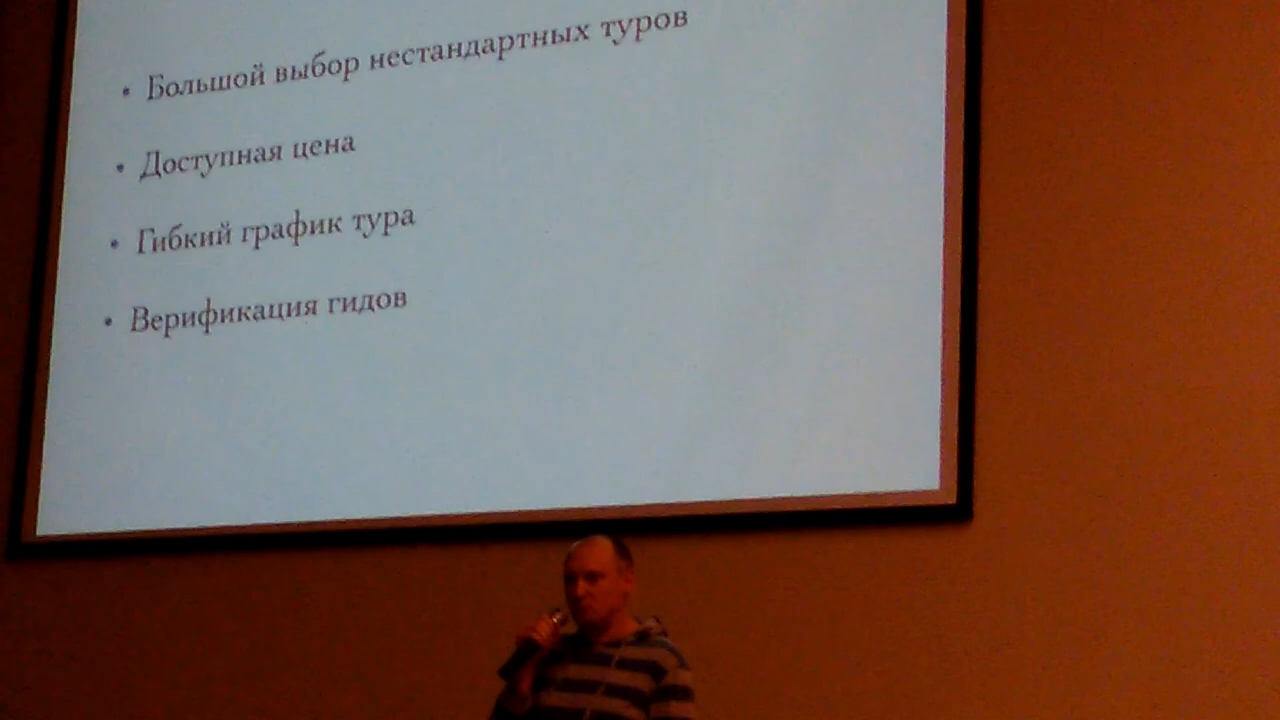 • Большой выбор нестандартных туров
• Доступная цена
• Гибкий график тура
• Верификация гидов